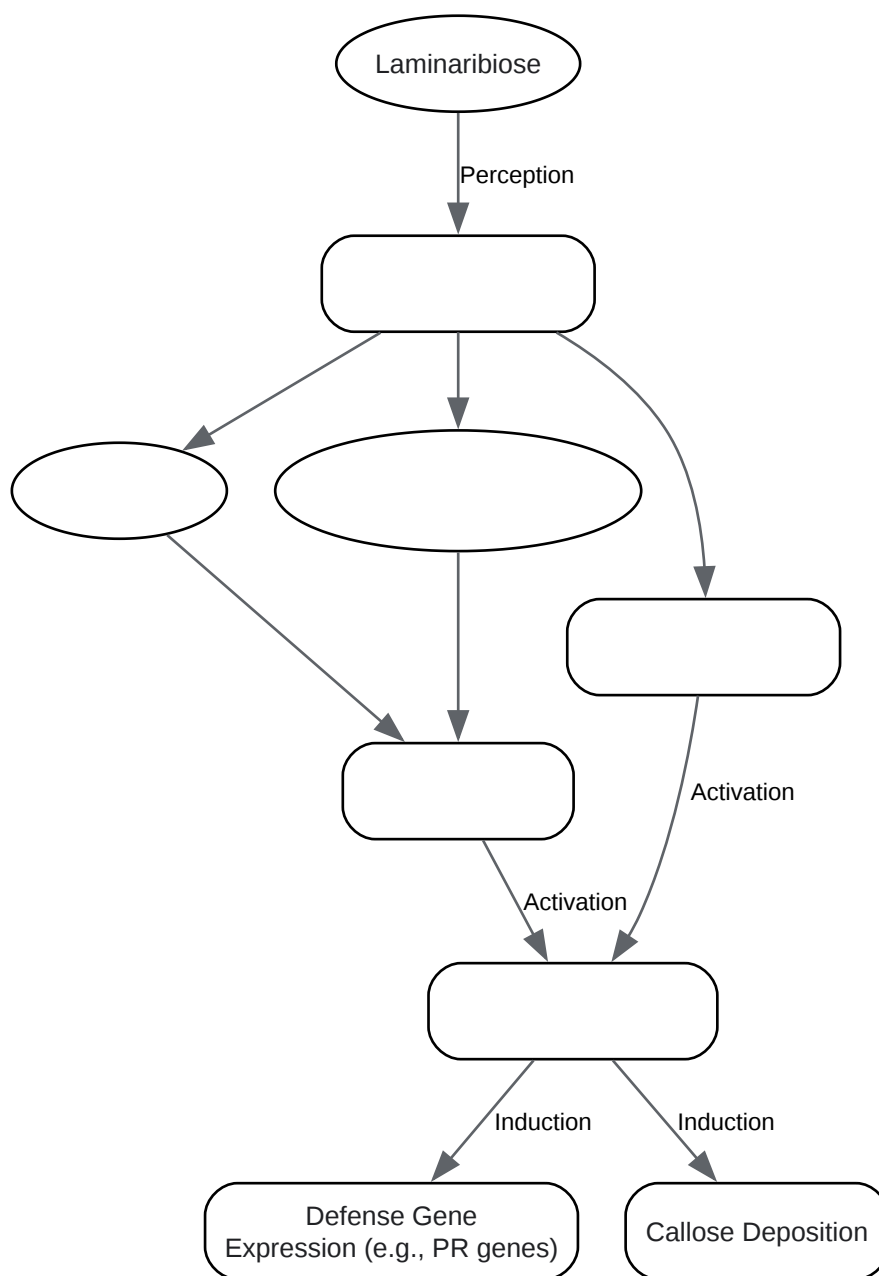 Laminaribiose
Perception
Activation
Activation
Induction
Induction
Defense Gene
Expression (e.g., PR genes)
Callose Deposition